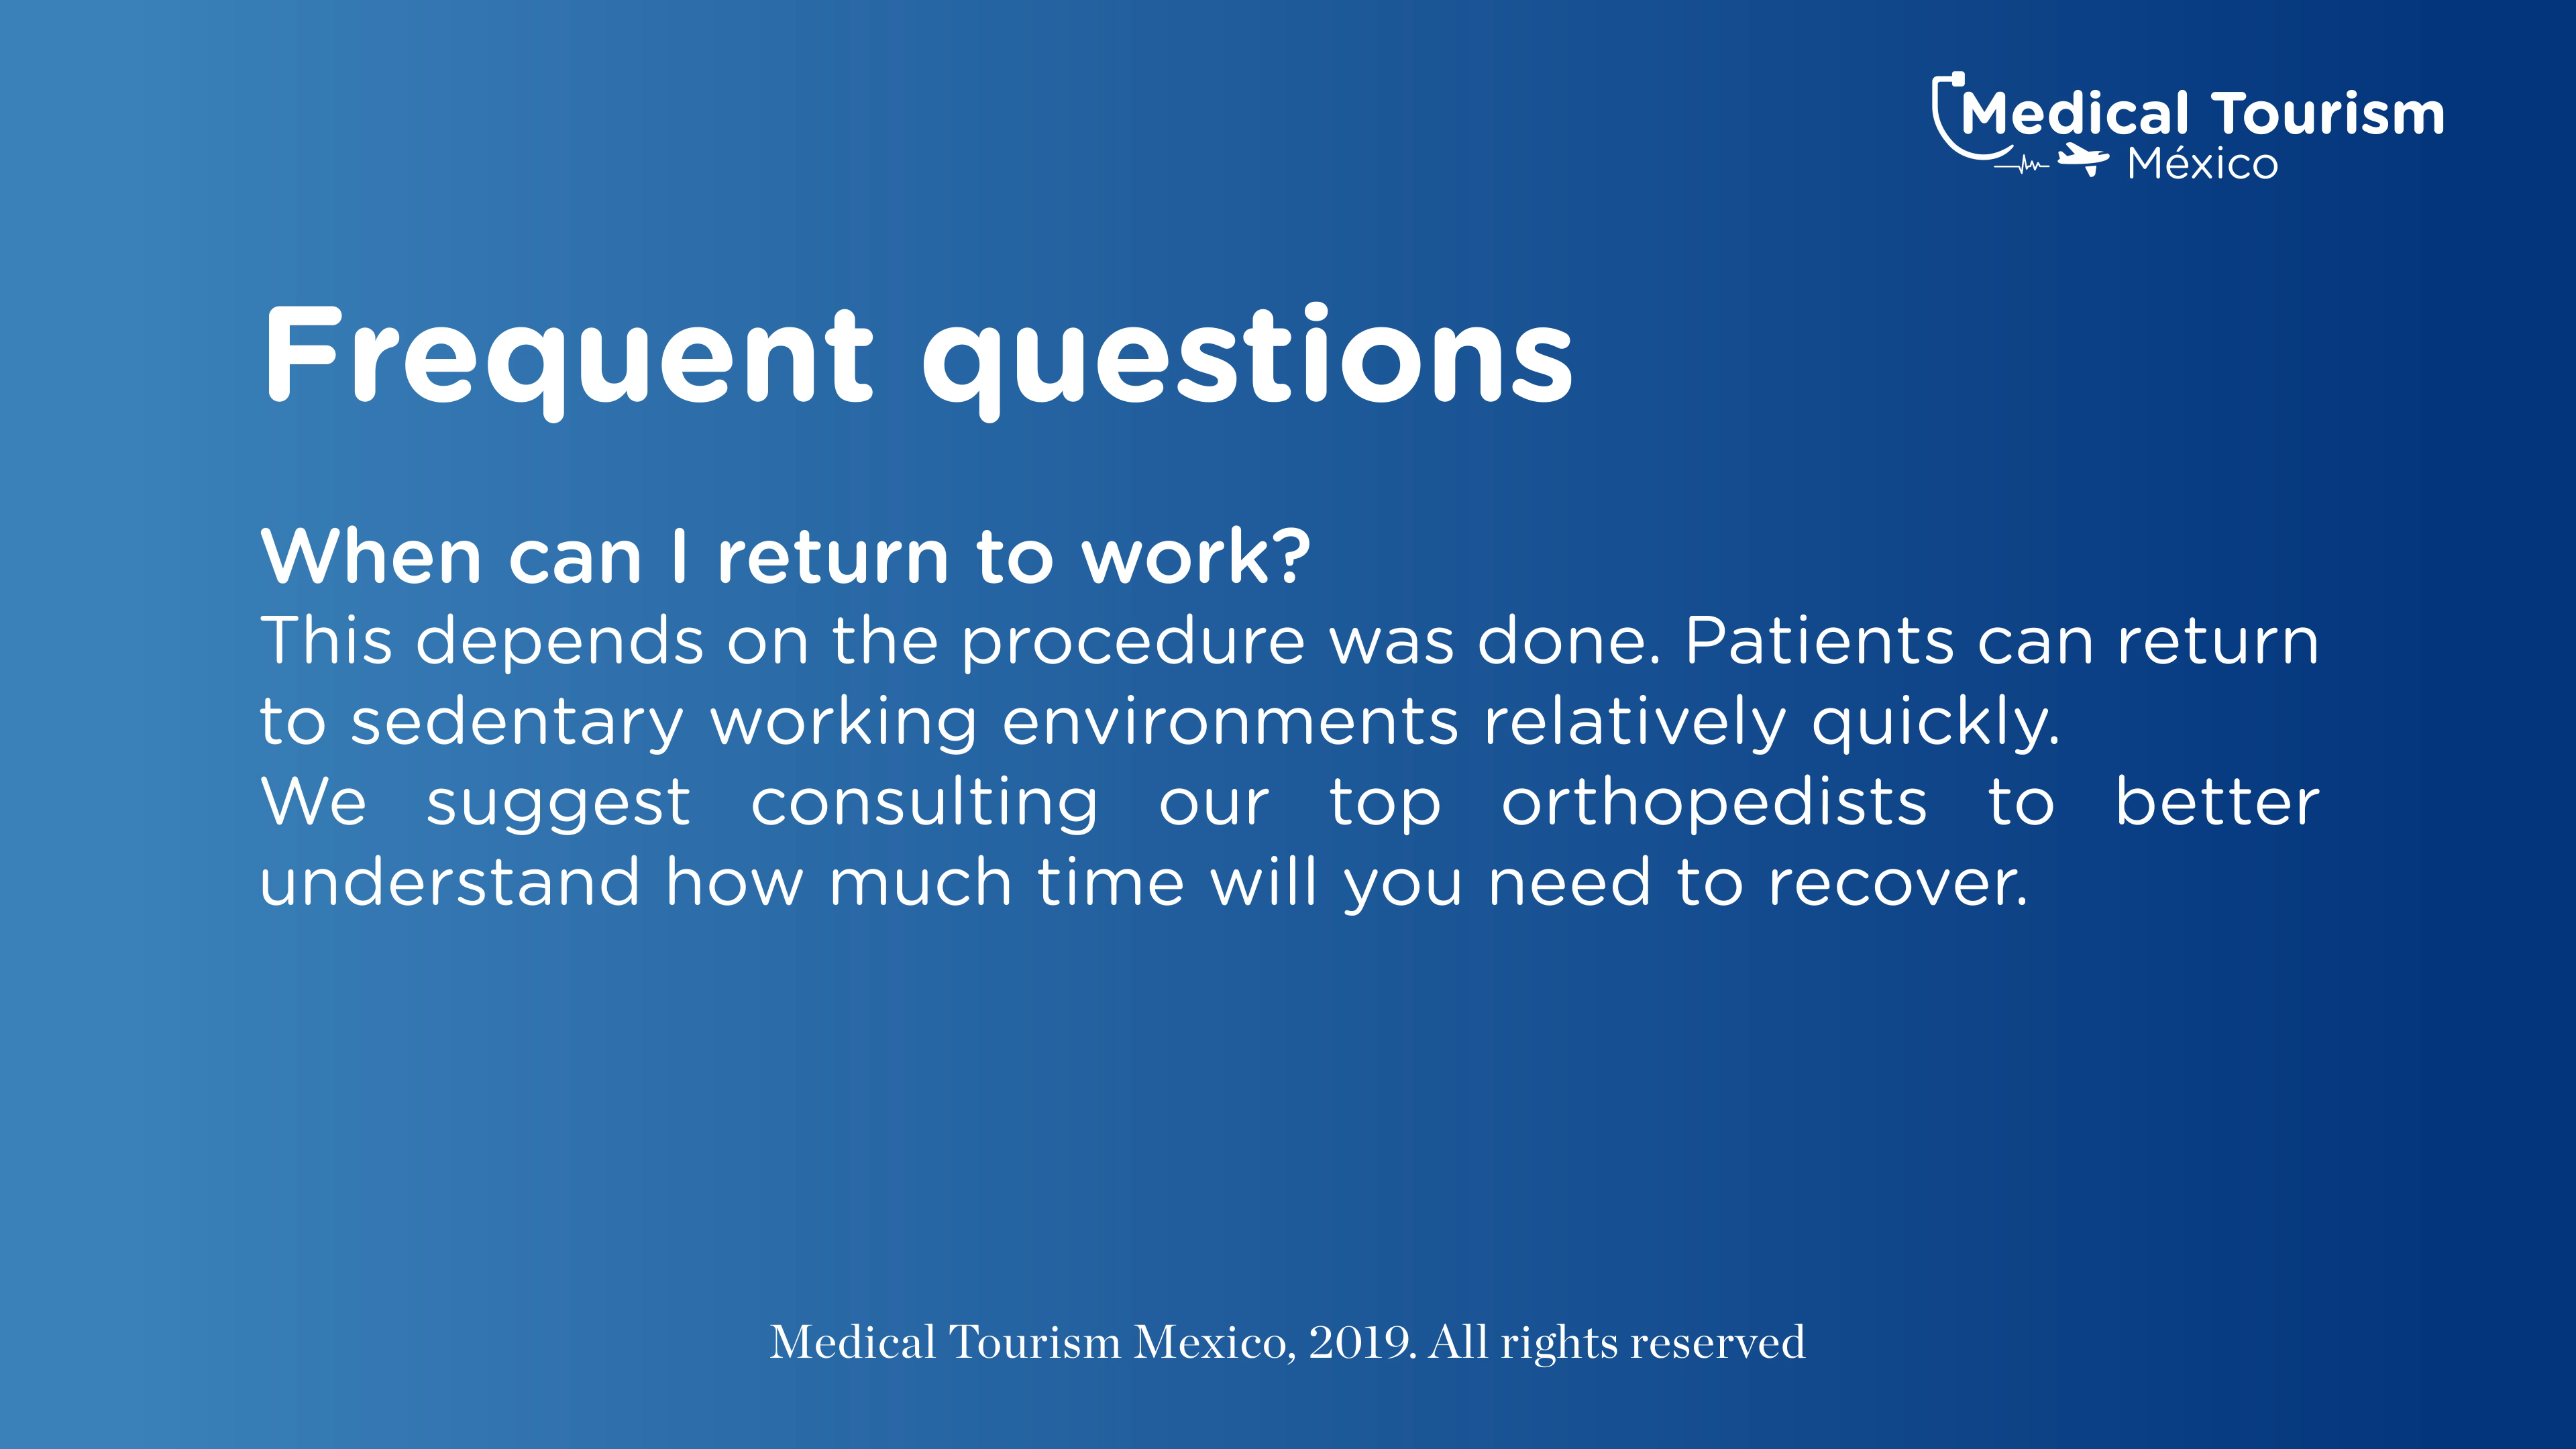 Medical Tourism
México
Frequent questions
When can I return to work?
This depends on the procedure was done. Patients can return
to sedentary working environments relatively quickly.
We suggest consulting our top orthopedists to better
understand how much time will you need to recover.
Medical Tourism Mexico, 2019. All rights reserved